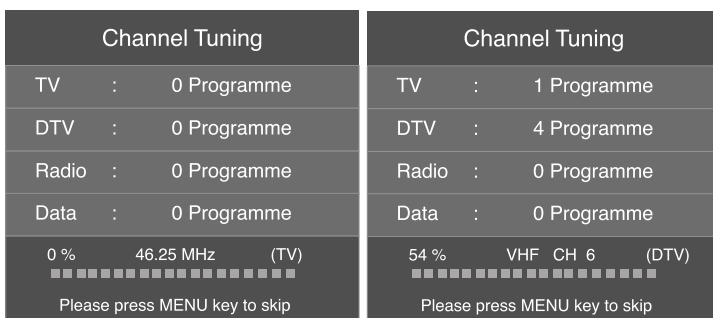 Channel Tuning
TV : 0 Programme
DTV : 0 Programme
Radio : 0 Programme
Data : 0 Programme
0 % 46.25 MHz (TV)
Please press MENU key to skip
Channel Tuning
TV : 1 Programme
DTV : 4 Programme
Radio : 0 Programme
Data : 0 Programme
54 % VHF CH 6 (DTV)
Please press MENU key to skip